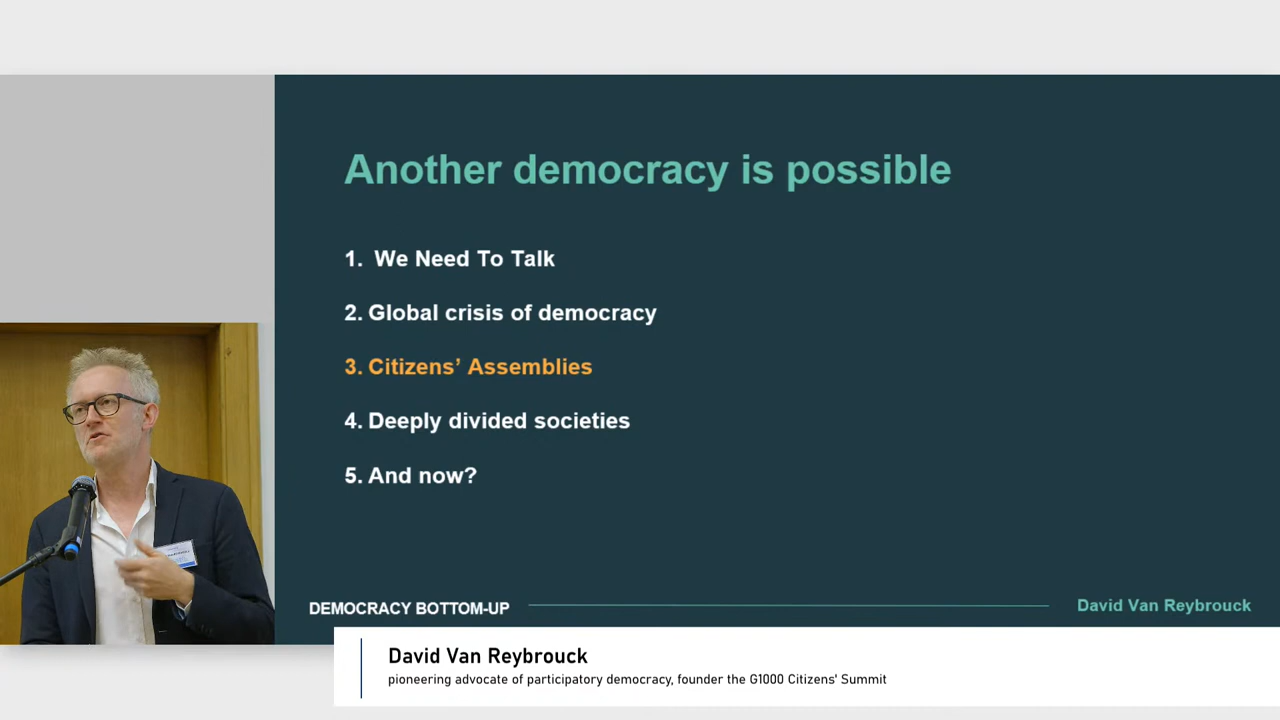 Another democracy is possible
1. We Need To Talk
2. Global crisis of democracy
3. Citizens’ Assemblies
4. Deeply divided societies
5. And now?
DEMOCRACY BOTTOM-UP
David Van Reybrouck
David Van Reybrouck
pioneering advocate of participatory democracy, founder the G1000 Citizens' Summit